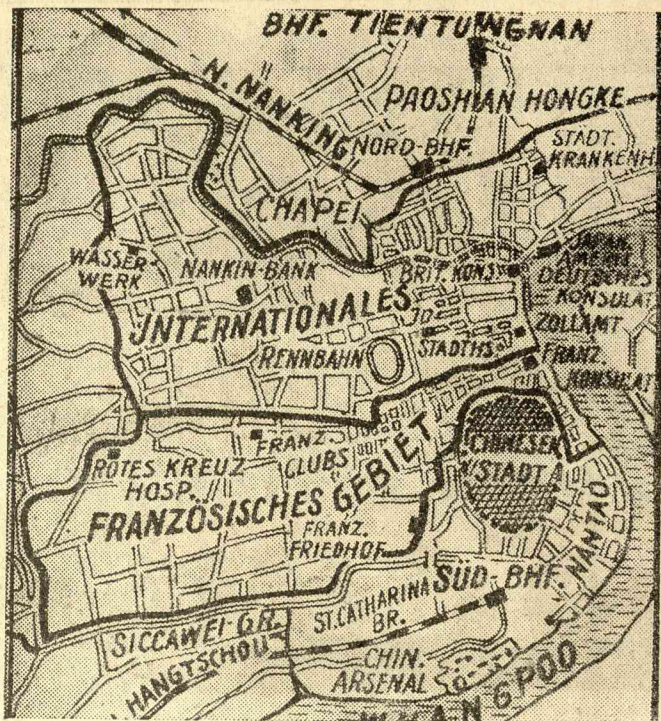 BHF. TIENTUNGNAN
N. NANKING
PAOSHIAN HONGKE
NORD-BHF.
STÄDT.
KRANKENH.
CHAPEI
WASSER-
WERK
NANKIN-BANK
BRIT. KONS.
JAPAN.
AMERIK.
DEUTSCHES
KONSULAT
JNTERNATIONALES
ZOLLAMT
RENNBAHN
STADTHS.
FRANZ.
KONSULAT
FRANZ.
CLUBS
CHINESEN
STADT
ROTES KREUZ
HOSP.
FRANZÖSISCHES GEBIET
FRANZ.
FRIEDHOF
NANTAO
SÜD-BHF.
ST. CATHARINA
BR.
SICCAWEI-GR.
HANGTSCHOU
CHIN.
ARSENAL
WHANGPOO